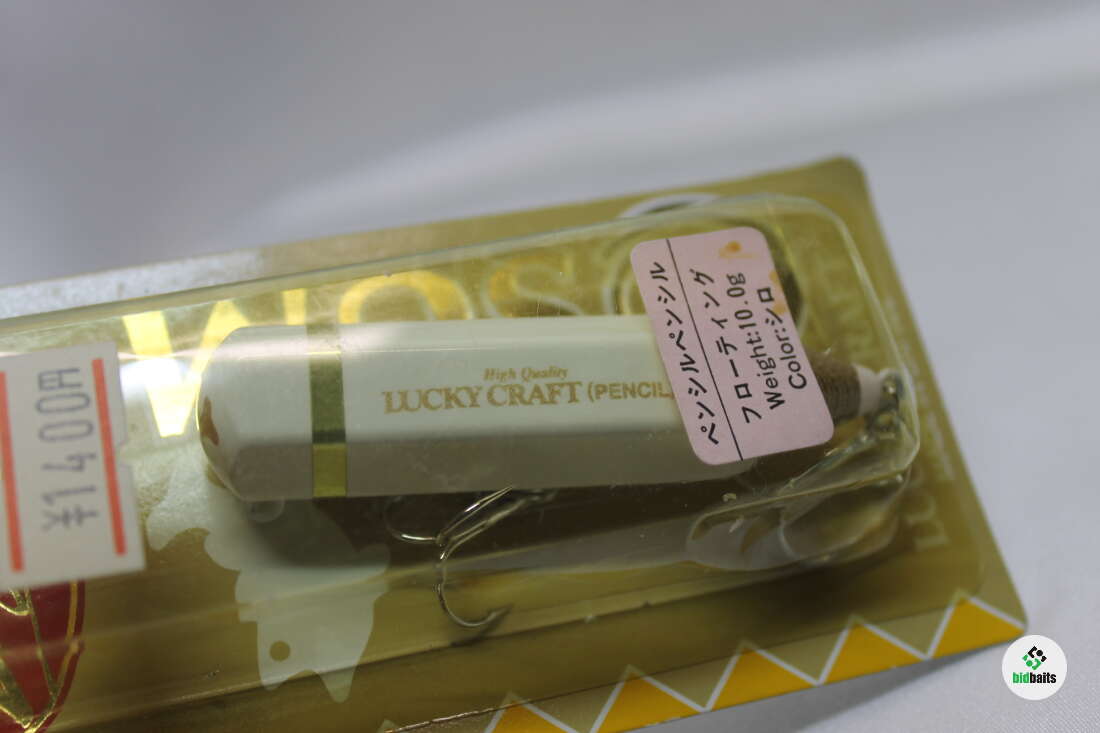 ¥1400円
High Quality
LUCKY CRAFT (PENCIL)
ペンシルペンシル
フローティング
Weight:10.0g
Color:シロ
bidbaits